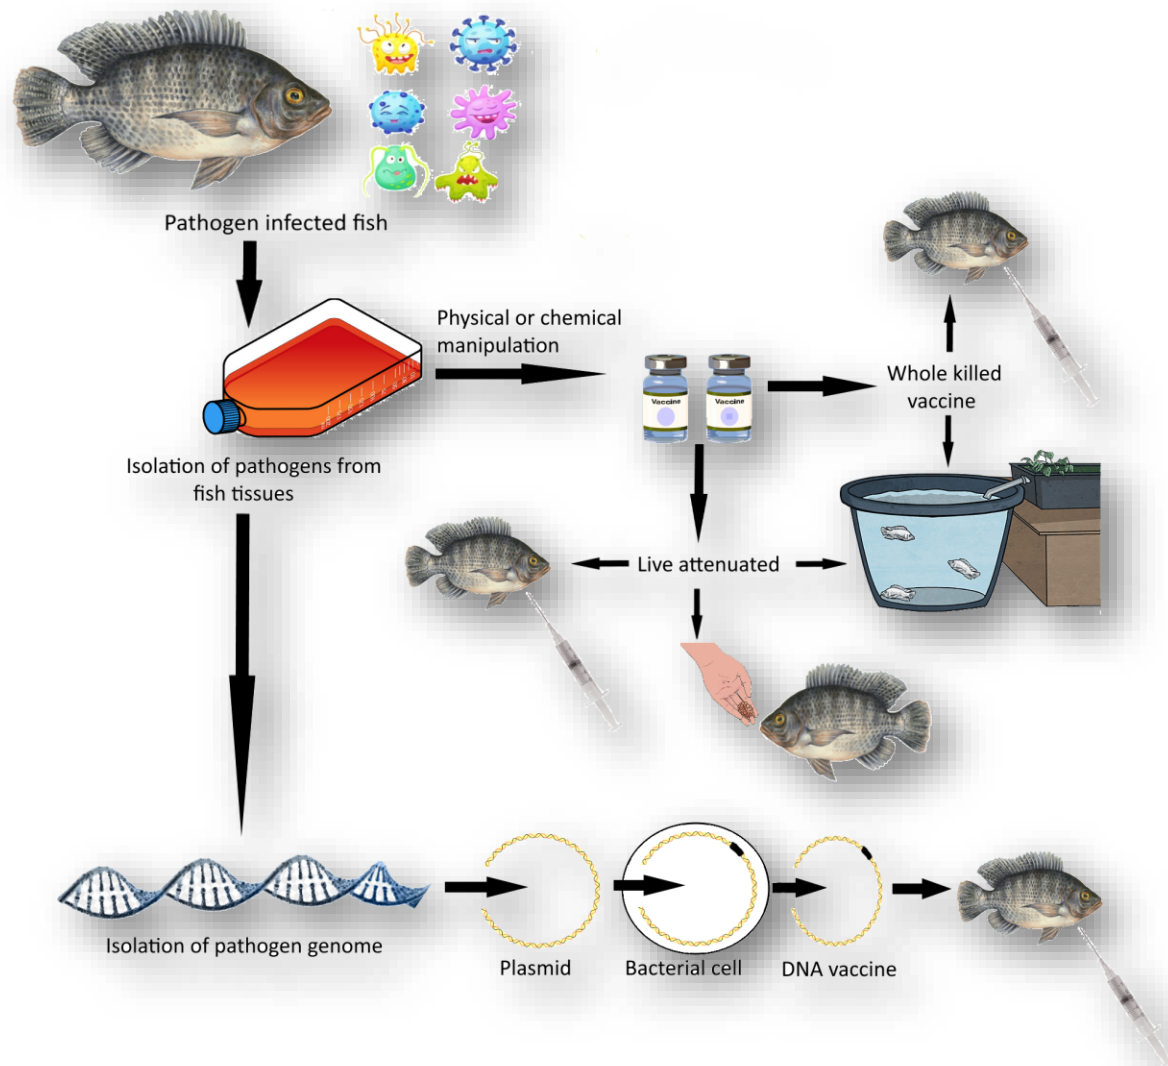 Pathogen infected fish
Physical or chemical
manipulation
Vaccine
Vaccine
Whole killed
vaccine
Isolation of pathogens from
fish tissues
Live attenuated
Isolation of pathogen genome
Plasmid
Bacterial cell
DNA vaccine